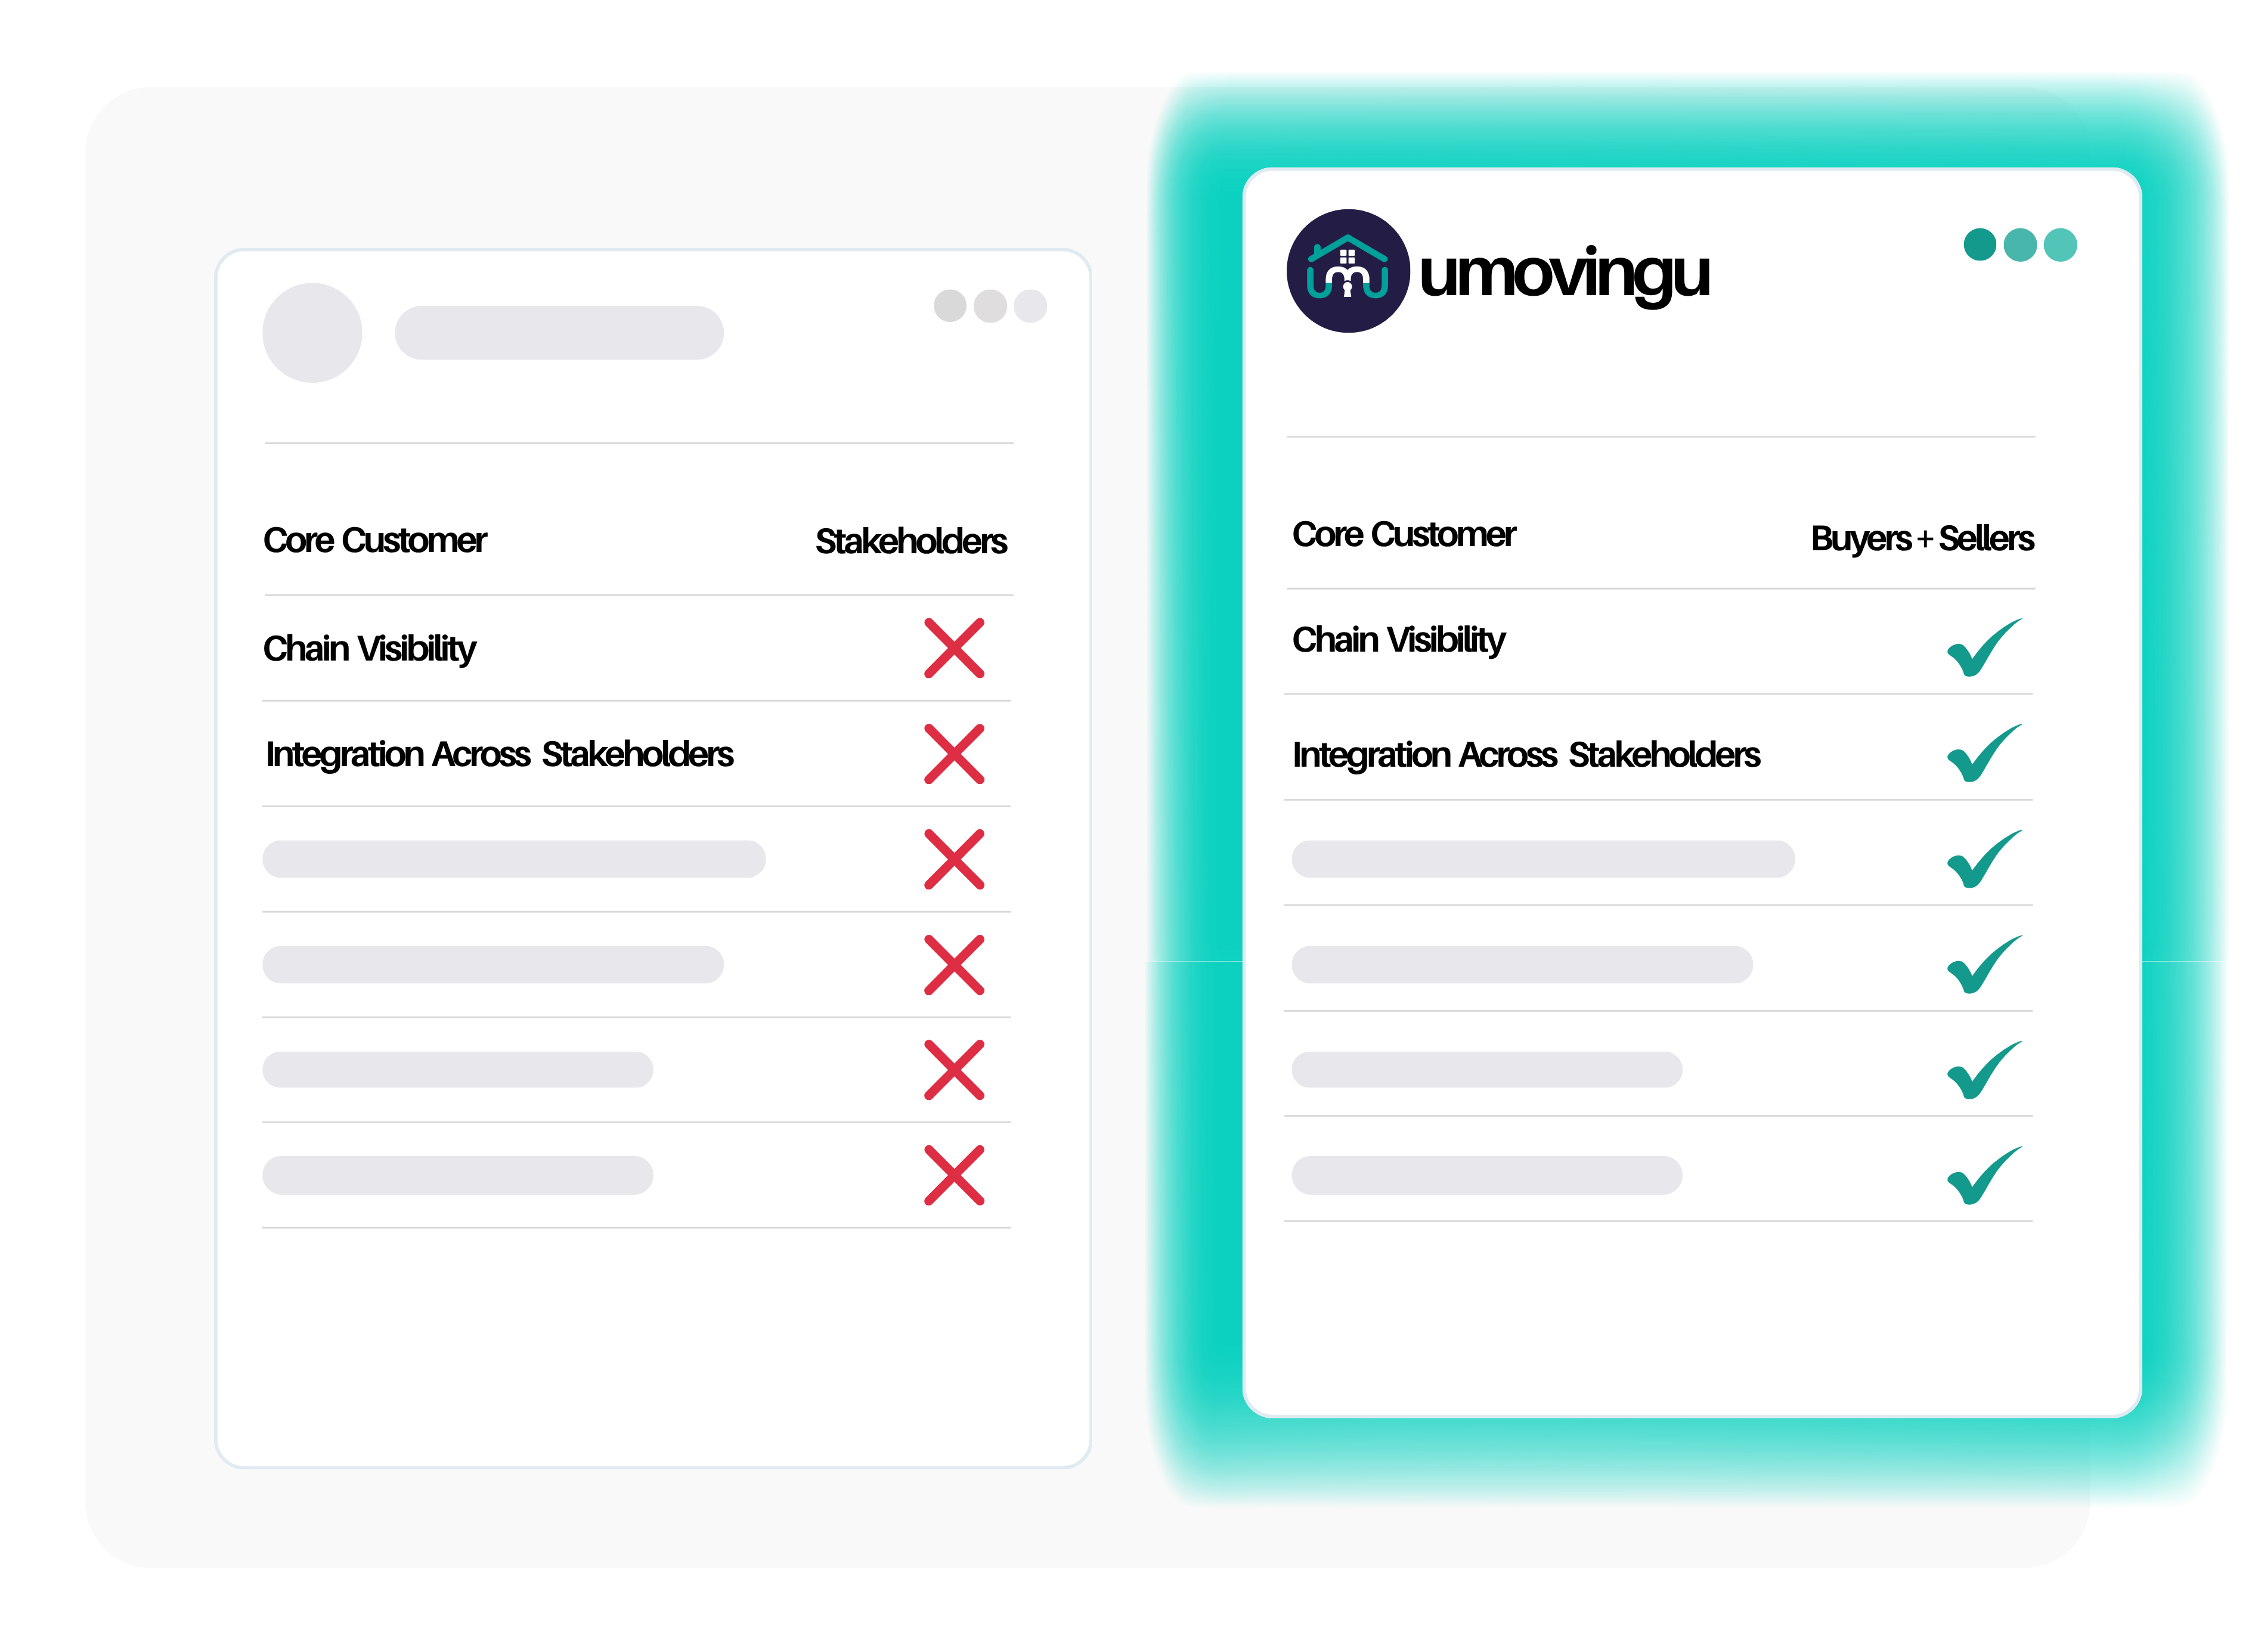 Core Customer Stakeholders
Chain Visibility
Integration Across Stakeholders
umovingu
Core Customer Buyers + Sellers
Chain Visibility
Integration Across Stakeholders